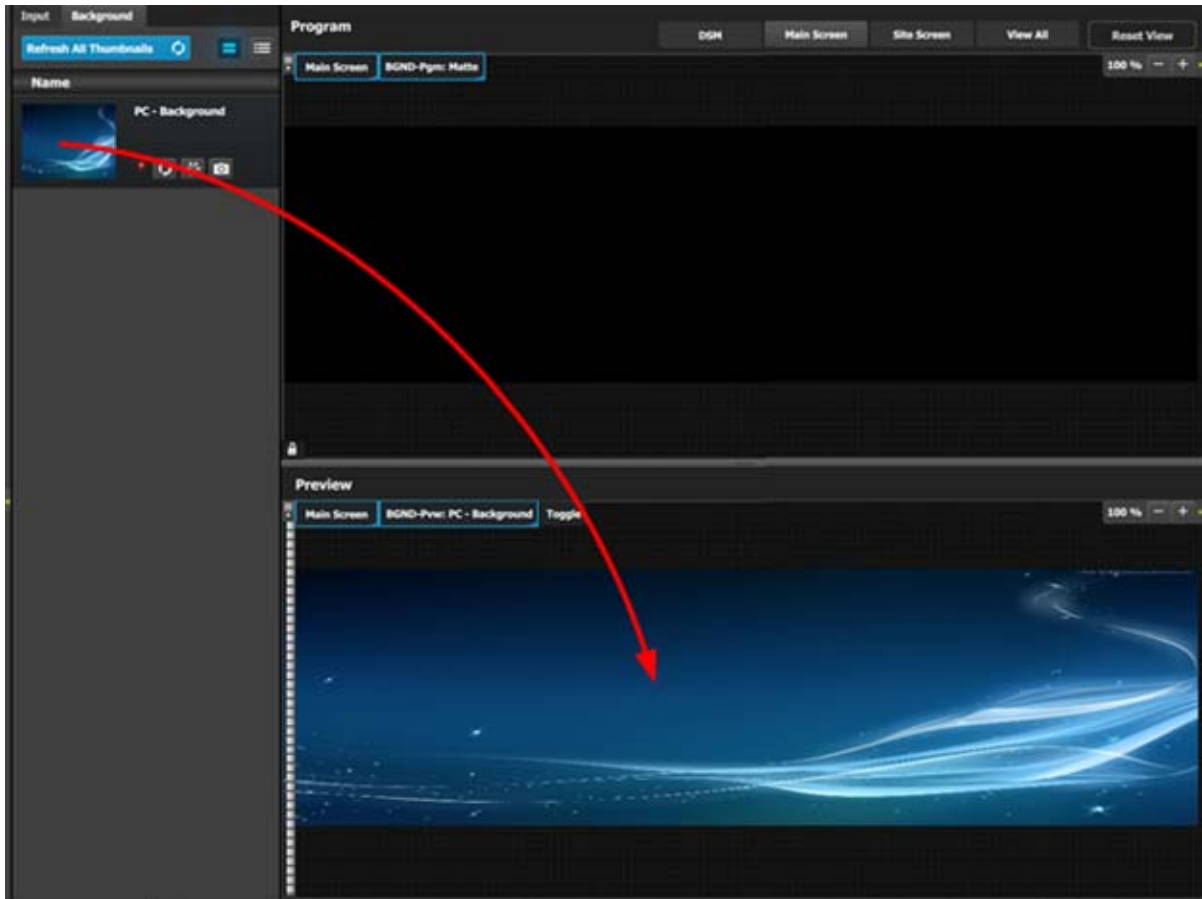 Input Background
Refresh All Thumbnails
Name
PC - Background
Program
DSM Main Screen Site Screen View All Reset View
Main Screen BGND-Pgm: Matte
100 %
Preview
Main Screen BGND-Pvw: PC - Background Toggle
100 %